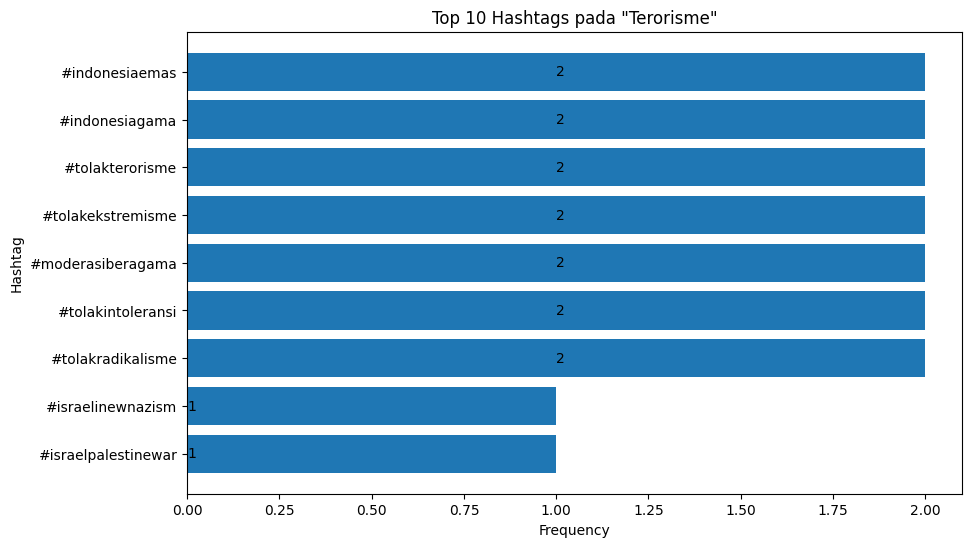 Top 10 Hashtags pada "Terorisme"
Hashtag
#indonesiaemas 2
#indonesiagama 2
#tolakterorisme 2
#tolakekstremisme 2
#moderasiberagama 2
#tolakintoleransi 2
#tolakradikalisme 2
#israelinewnazism 1
#israelpalestinewar 1
0.00 0.25 0.50 0.75 1.00 1.25 1.50 1.75 2.00
Frequency